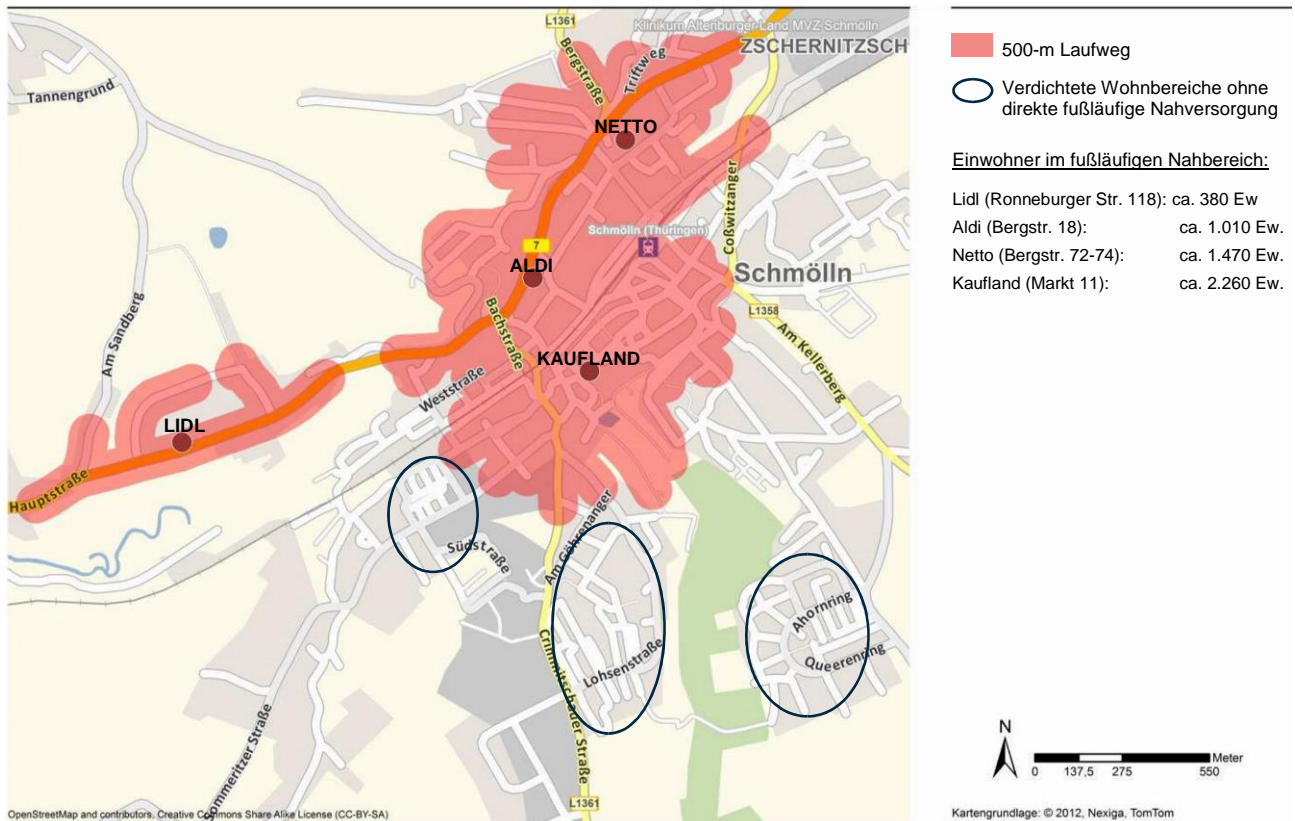 L1361
Klinikum Altenburger Land MVZ Schmölln
ZSCHERNITZSCH
Bergstraße
Triftweg
Tannengrund
NETTO
Coßwitzanger
Schmölln (Thüringen)
7
ALDI
Schmölln
Am Sandberg
Bachstraße
L1358
Am Kellerberg
KAUFLAND
Weststraße
LIDL
Hauptstraße
Südstraße
Am Göhrenanger
Ahornring
Queerenring
Lohsenstraße
Crimmitschauer Straße
Sommeritzer Straße
L1361
OpenStreetMap and contributors, Creative Commons Share Alike License (CC-BY-SA)
500-m Laufweg
Verdichtete Wohnbereiche ohne
direkte fußläufige Nahversorgung
Einwohner im fußläufigen Nahbereich:
Lidl (Ronneburger Str. 118): ca. 380 Ew
Aldi (Bergstr. 18): ca. 1.010 Ew.
Netto (Bergstr. 72-74): ca. 1.470 Ew.
Kaufland (Markt 11): ca. 2.260 Ew.
N
Meter
0 137,5 275 550
Kartengrundlage: © 2012, Nexiga, TomTom